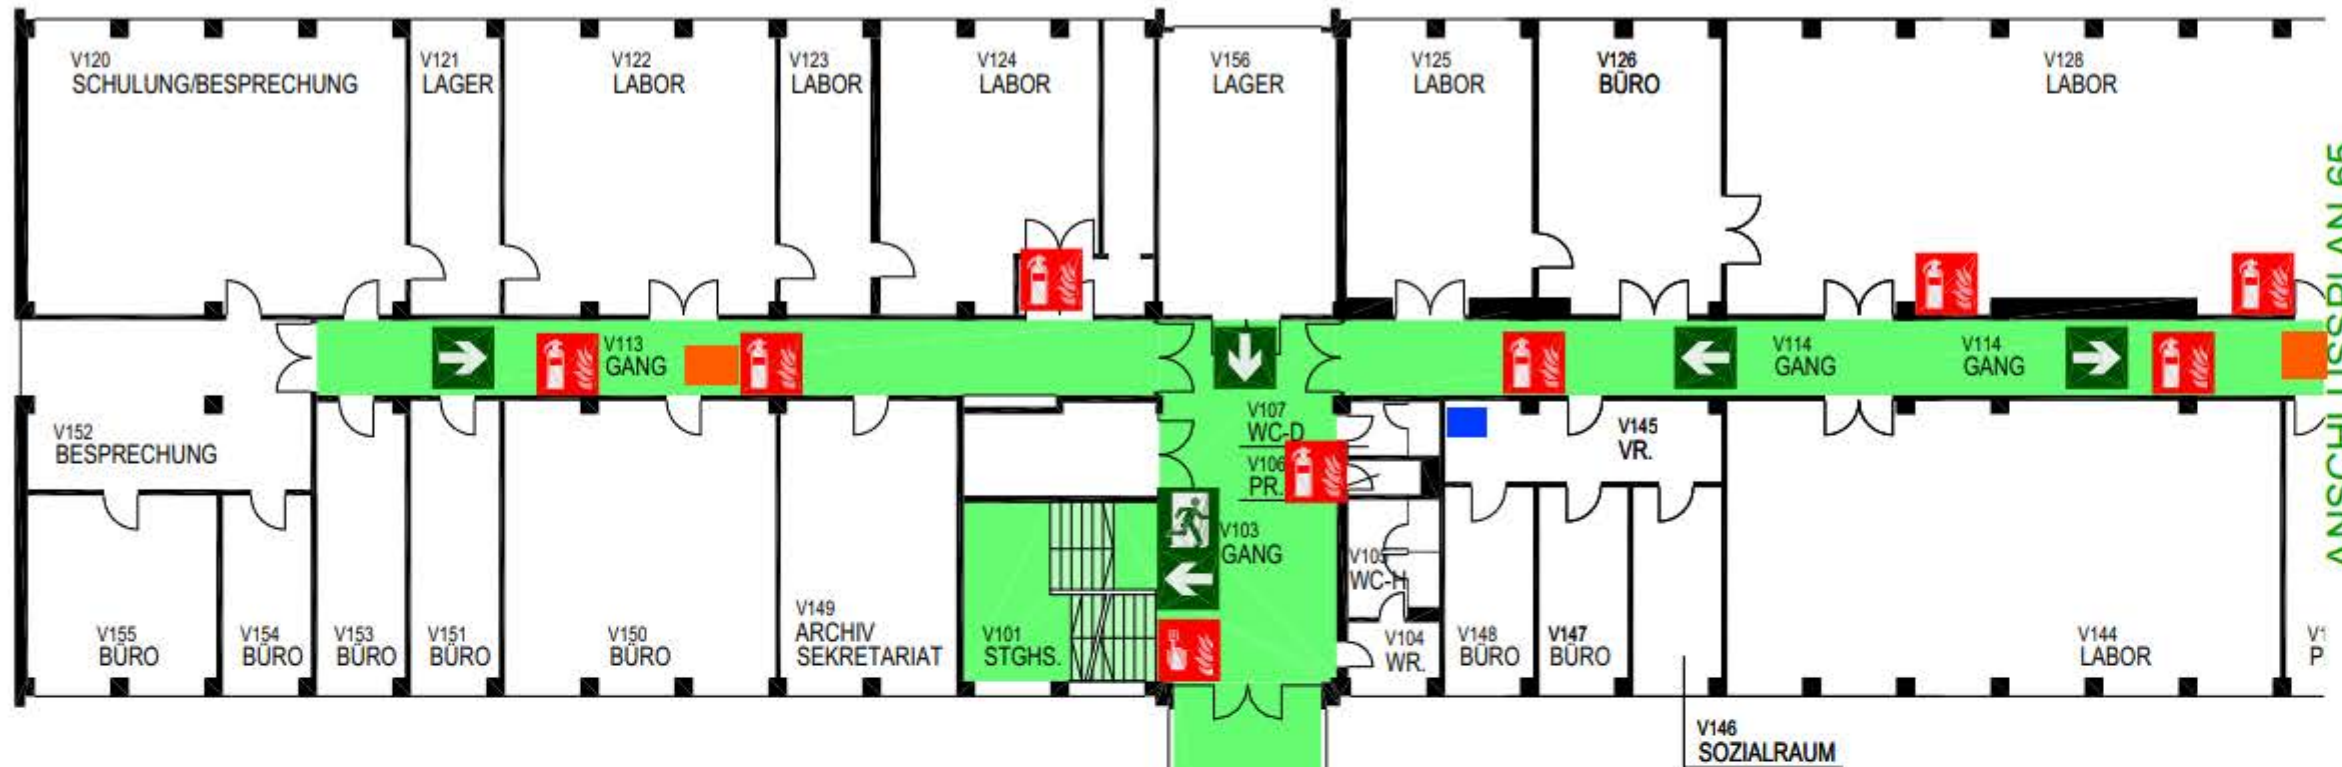 V120
SCHULUNG/BESPRECHUNG
V121
LAGER
V122
LABOR
V123
LABOR
V124
LABOR
V156
LAGER
V125
LABOR
V126
BÜRO
V128
LABOR
ANSCHLUSSPLAN 65
V113
GANG
V114
GANG
V114
GANG
V152
BESPRECHUNG
V107
WC-D
V106
PR.
V145
VR.
V103
GANG
V105
WC-H
V155
BÜRO
V154
BÜRO
V153
BÜRO
V151
BÜRO
V150
BÜRO
V149
ARCHIV
SEKRETARIAT
V101
STGHS.
V104
WR.
V148
BÜRO
V147
BÜRO
V144
LABOR
V146
SOZIALRAUM